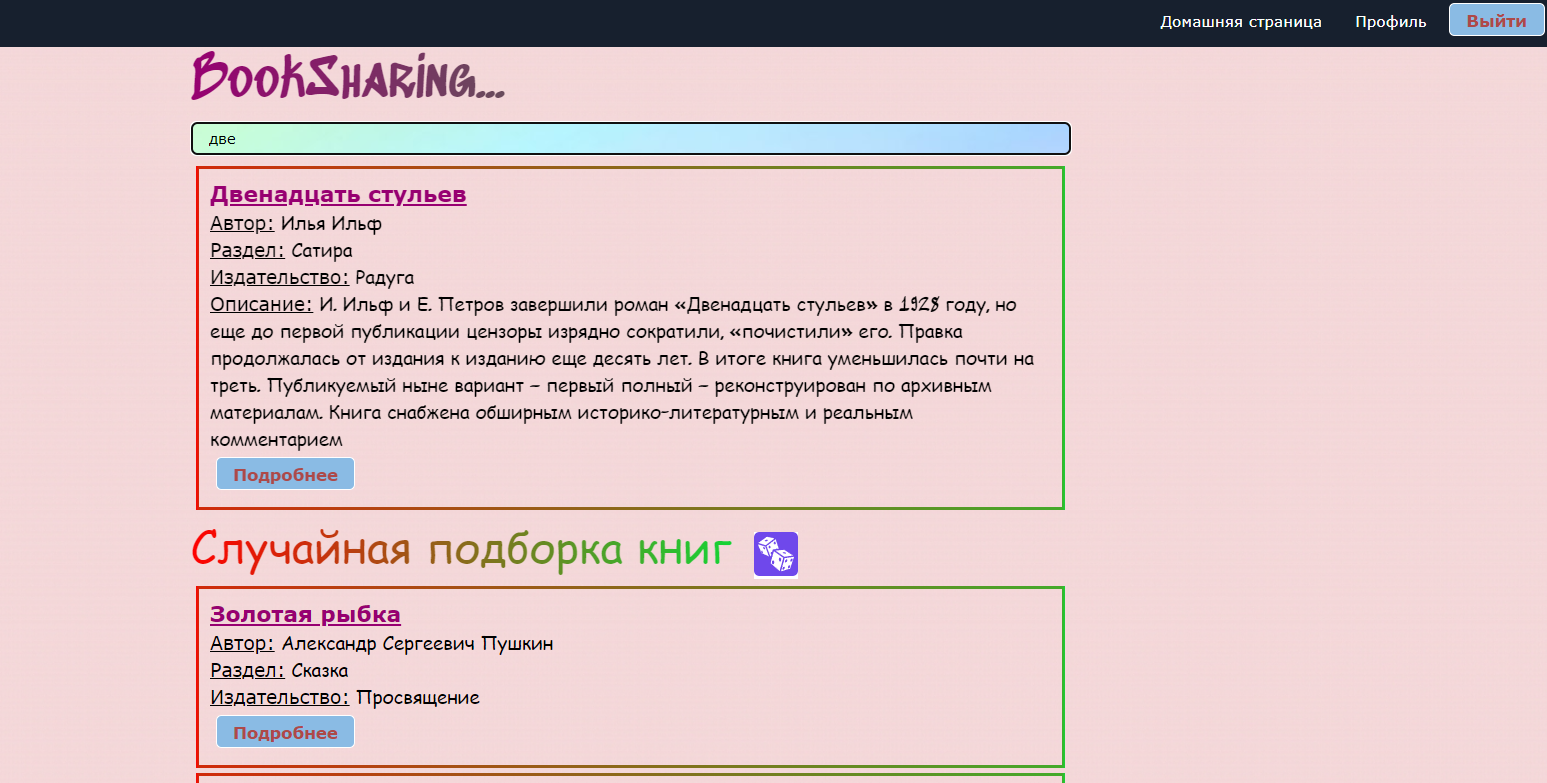 Домашняя страница Профиль Выйти
BookSharing...
две
Двенадцать стульев
Автор: Илья Ильф
Раздел: Сатира
Издательство: Радуга
Описание: И. Ильф и Е. Петров завершили роман «Двенадцать стульев» в 1928 году, но
еще до первой публикации цензоры изрядно сократили, «почистили» его. Правка
продолжалась от издания к изданию еще десять лет. В итоге книга уменьшилась почти на
треть. Публикуемый ныне вариант – первый полный – реконструирован по архивным
материалам. Книга снабжена обширным историко-литературным и реальным
комментарием
Подробнее
Случайная подборка книг
Золотая рыбка
Автор: Александр Сергеевич Пушкин
Раздел: Сказка
Издательство: Просвящение
Подробнее